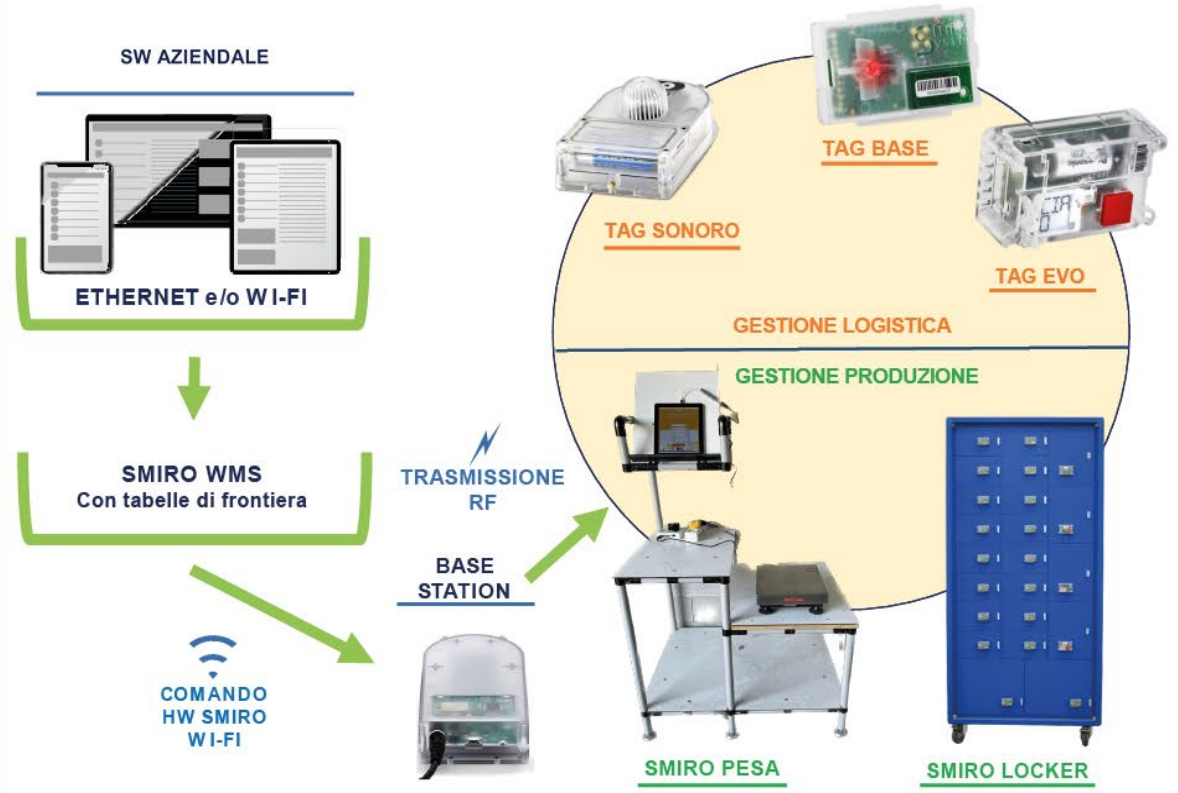 SW AZIENDALE
ETHERNET e/o WI-FI
SMIRO WMS
Con tabelle di frontiera
COMANDO
HW SMIRO
WI-FI
TRASMISSIONE
RF
BASE
STATION
TAG SONORO
TAG BASE
TAG EVO
GESTIONE LOGISTICA
GESTIONE PRODUZIONE
SMIRO PESA
SMIRO LOCKER